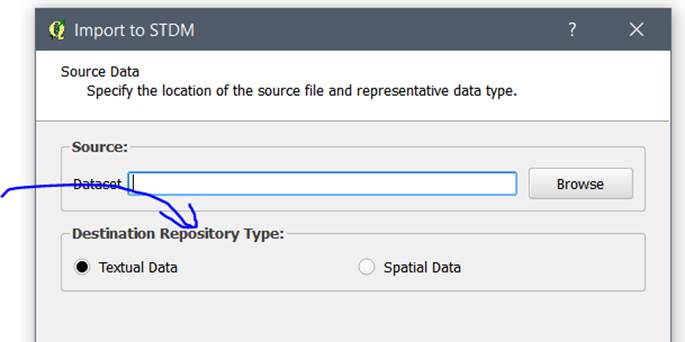 Import to STDM
Source Data
Specify the location of the source file and representative data type.
Source:
Dataset
Browse
Destination Repository Type:
Textual Data
Spatial Data